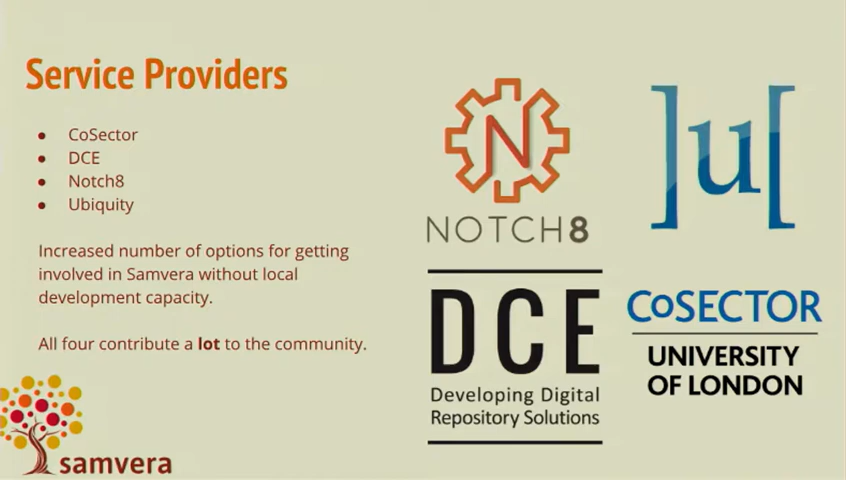 Service Providers
● CoSector
● DCE
● Notch8
● Ubiquity
Increased number of options for getting
involved in Samvera without local
development capacity.
All four contribute a lot to the community.
samvera
N
NOTCH8
]u[
DCE
Developing Digital
Repository Solutions
COSECTOR
UNIVERSITY
OF LONDON